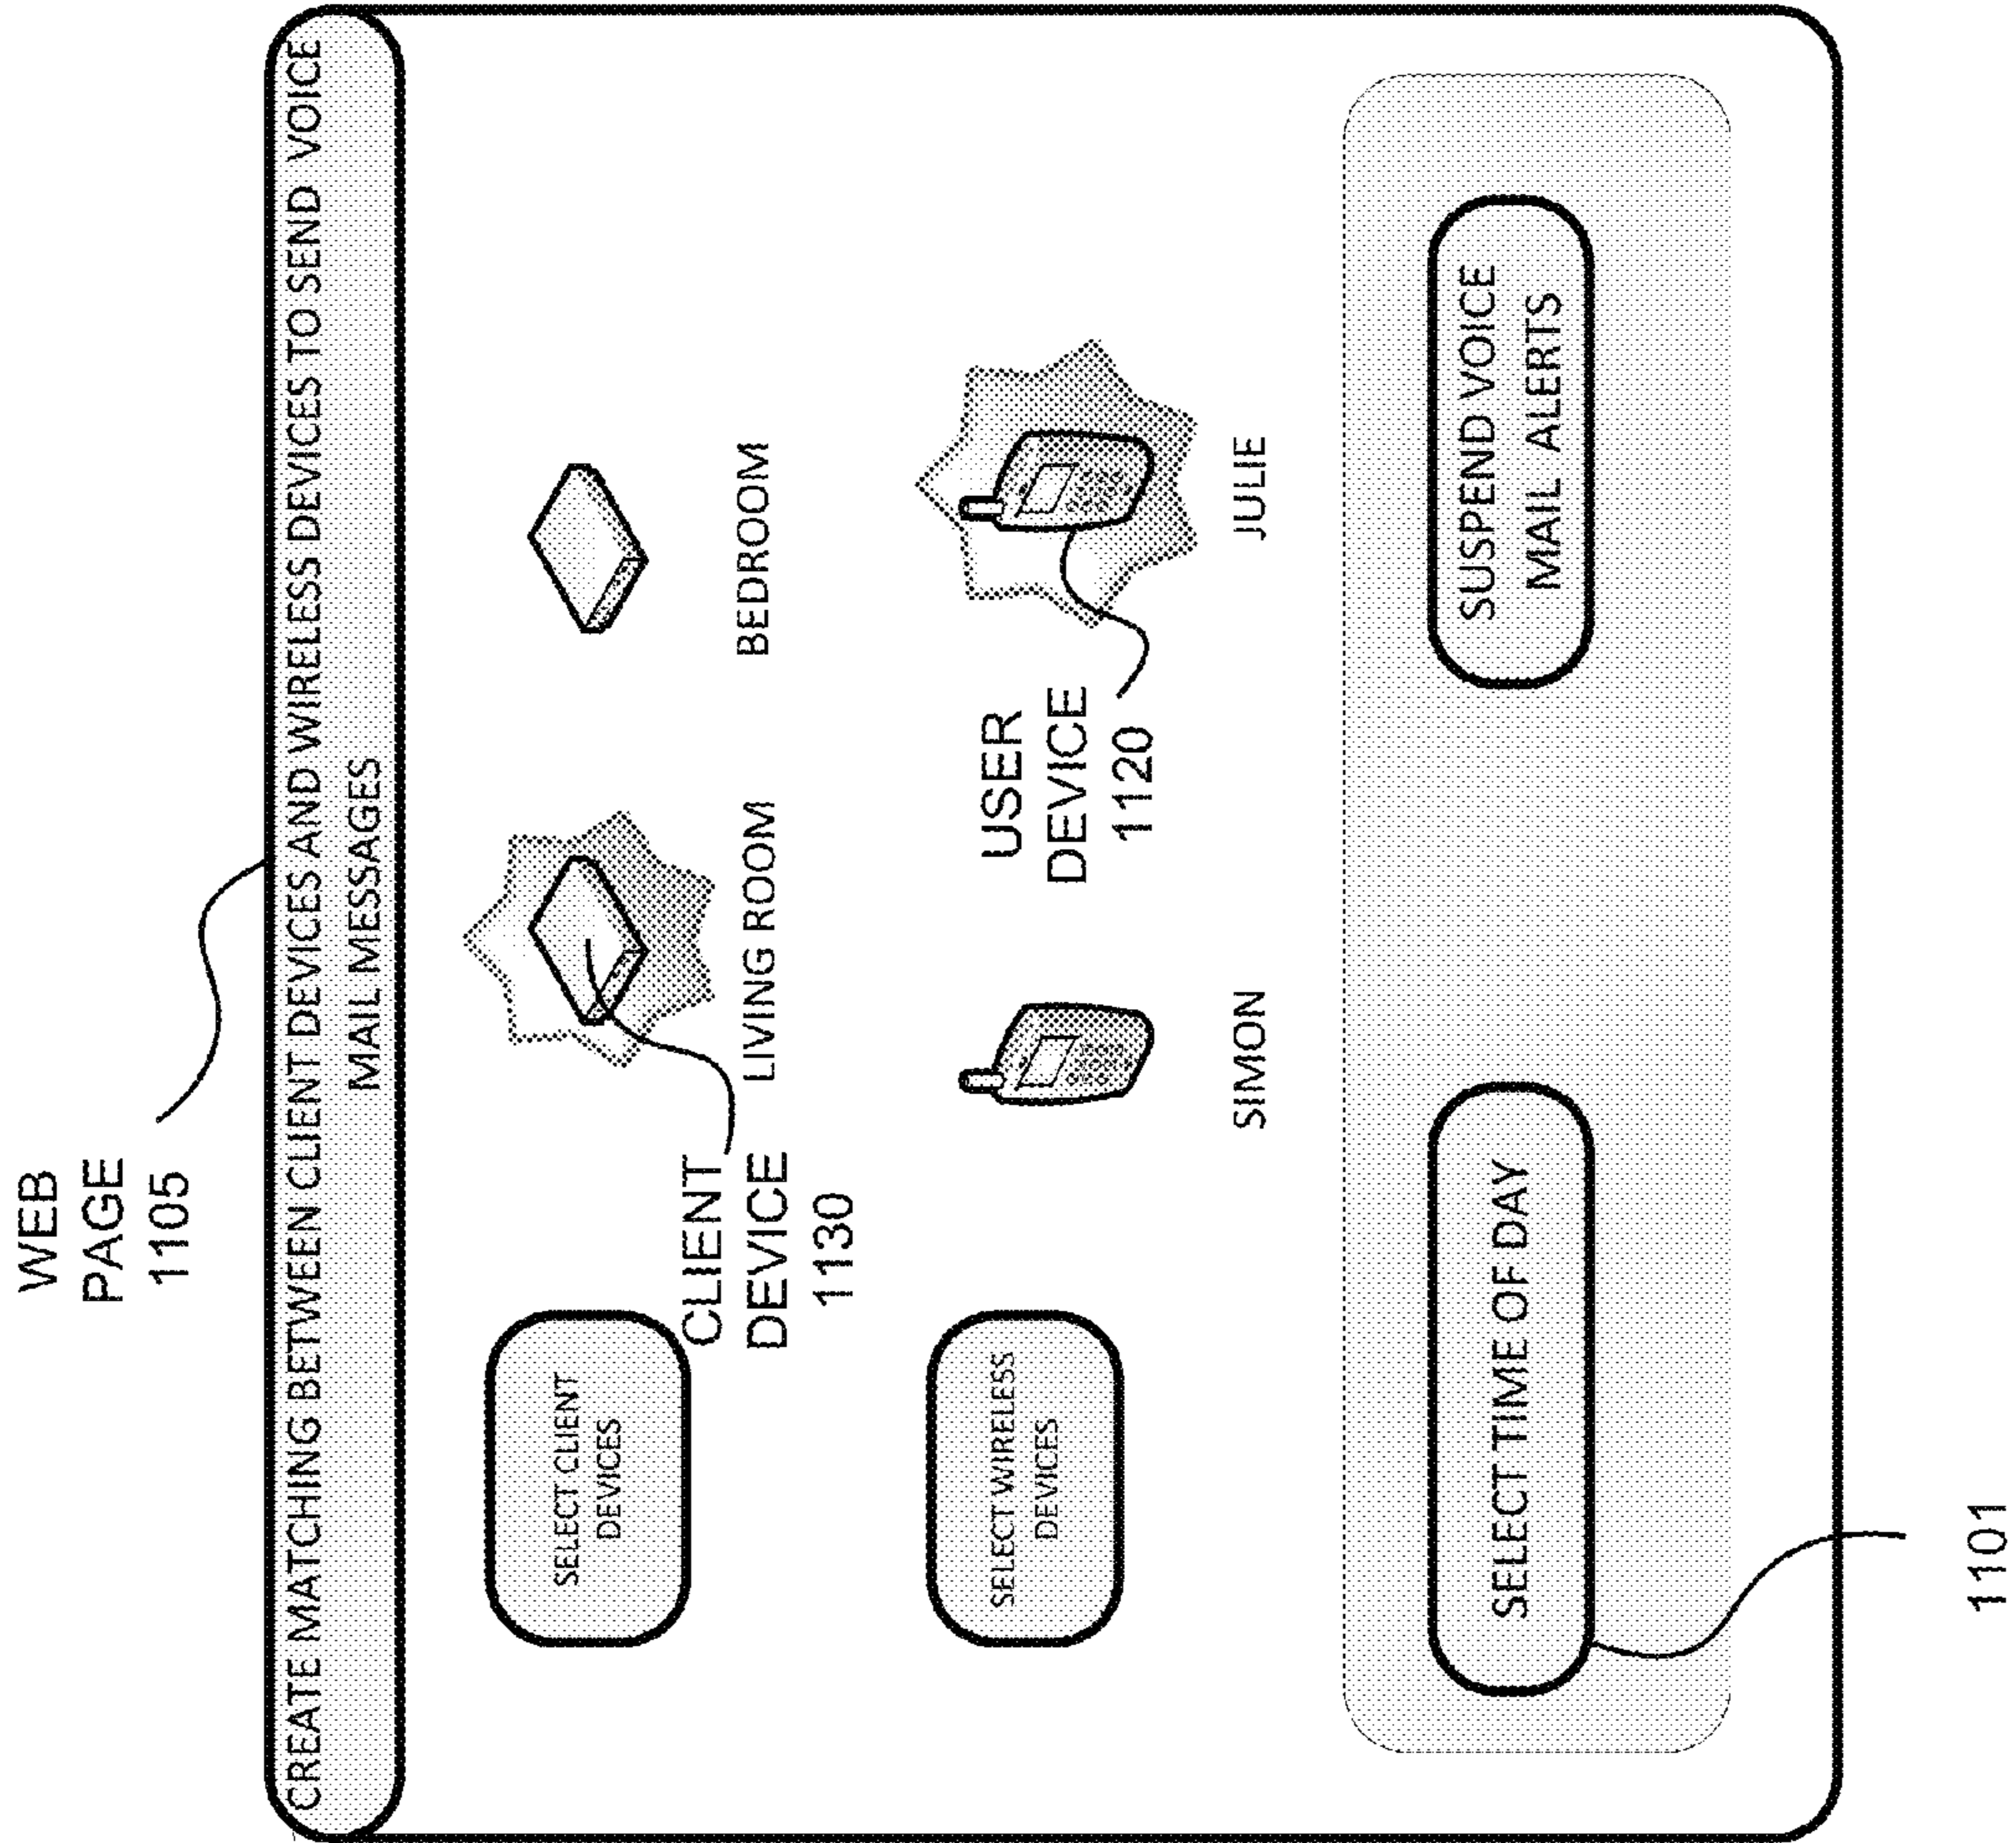 WEB
PAGE
1105
CREATE MATCHING BETWEEN CLIENT DEVICES AND WIRELESS DEVICES TO SEND VOICE
MAIL MESSAGES
SELECT CLIENT
DEVICES
CLIENT
DEVICE
1130
LIVING ROOM
BEDROOM
SELECT WIRELESS
DEVICES
SIMON
USER
DEVICE
1120
JULIE
SELECT TIME OF DAY
SUSPEND VOICE
MAIL ALERTS
1101